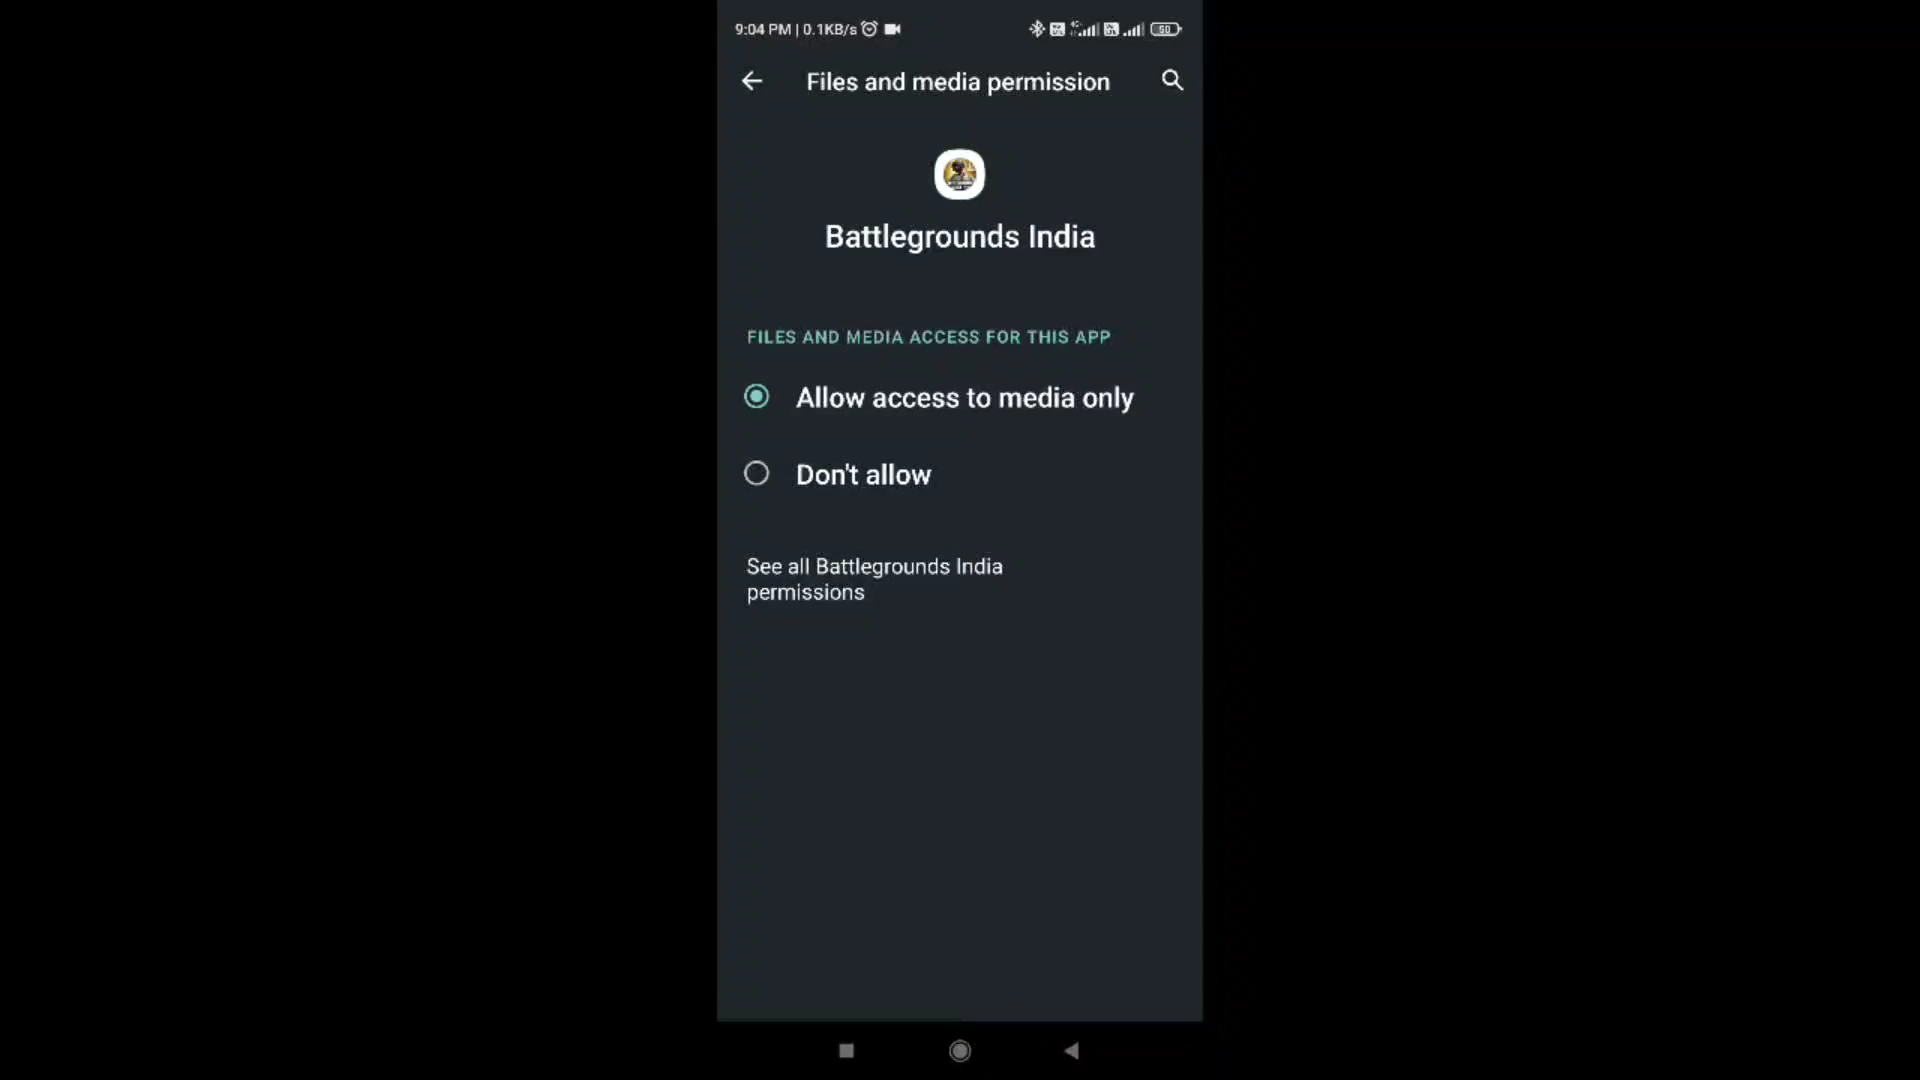 9:04 PM | 0.1KB/s
Files and media permission
Battlegrounds India
FILES AND MEDIA ACCESS FOR THIS APP
Allow access to media only
Don't allow
See all Battlegrounds India
permissions